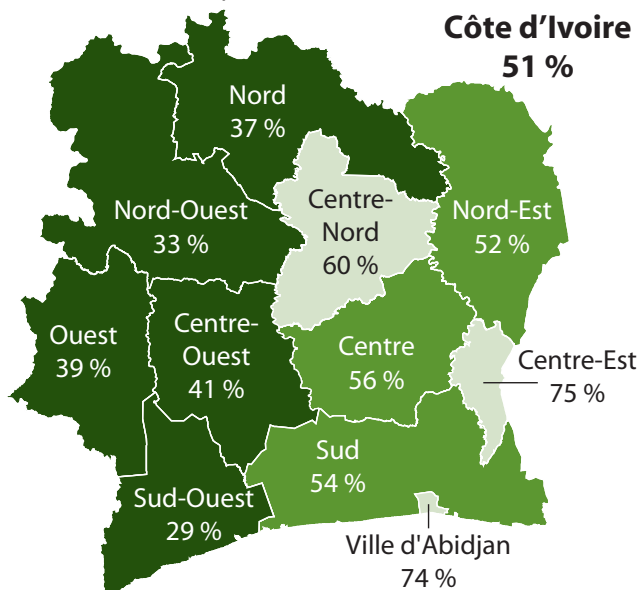 Côte d’Ivoire
51 %
Nord
37 %
Nord-Ouest
33 %
Centre-
Nord
60 %
Nord-Est
52 %
Ouest
39 %
Centre-
Ouest
41 %
Centre
56 %
Centre-Est
75 %
Sud
54 %
Sud-Ouest
29 %
Ville d'Abidjan
74 %